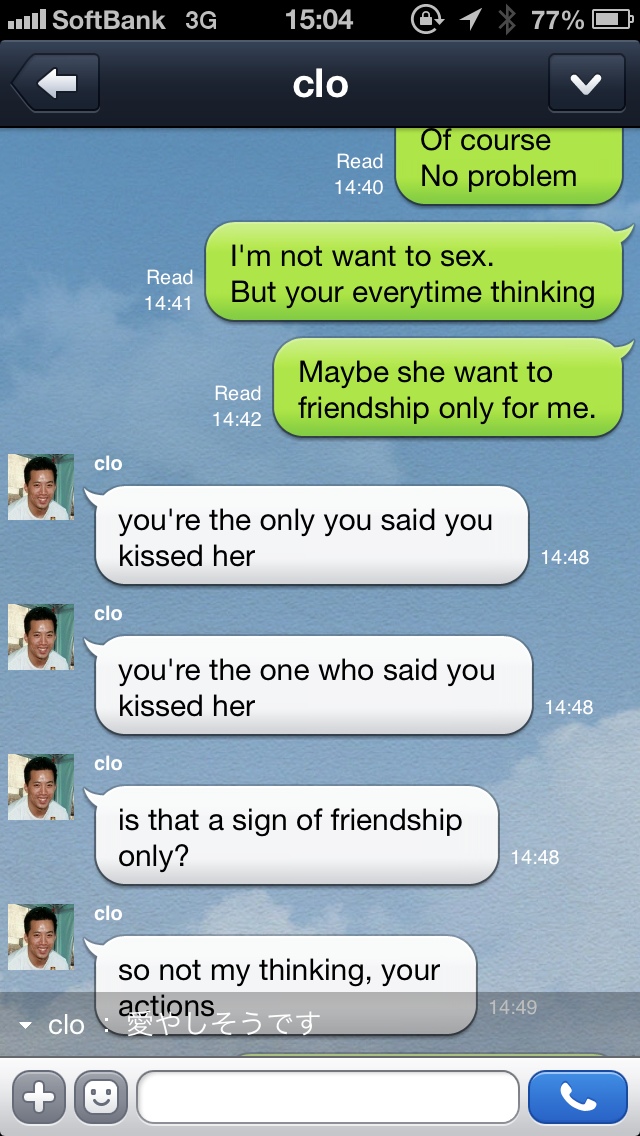 SoftBank 3G 15:04 77%
clo
Of course
No problem
Read
14:40
I'm not want to sex.
But your everytime thinking
Read
14:41
Maybe she want to
friendship only for me.
Read
14:42
clo
you're the only you said you
kissed her
14:48
clo
you're the one who said you
kissed her
14:48
clo
is that a sign of friendship
only?
14:48
clo
so not my thinking, your
actions
14:49
clo : 愛やしそうです